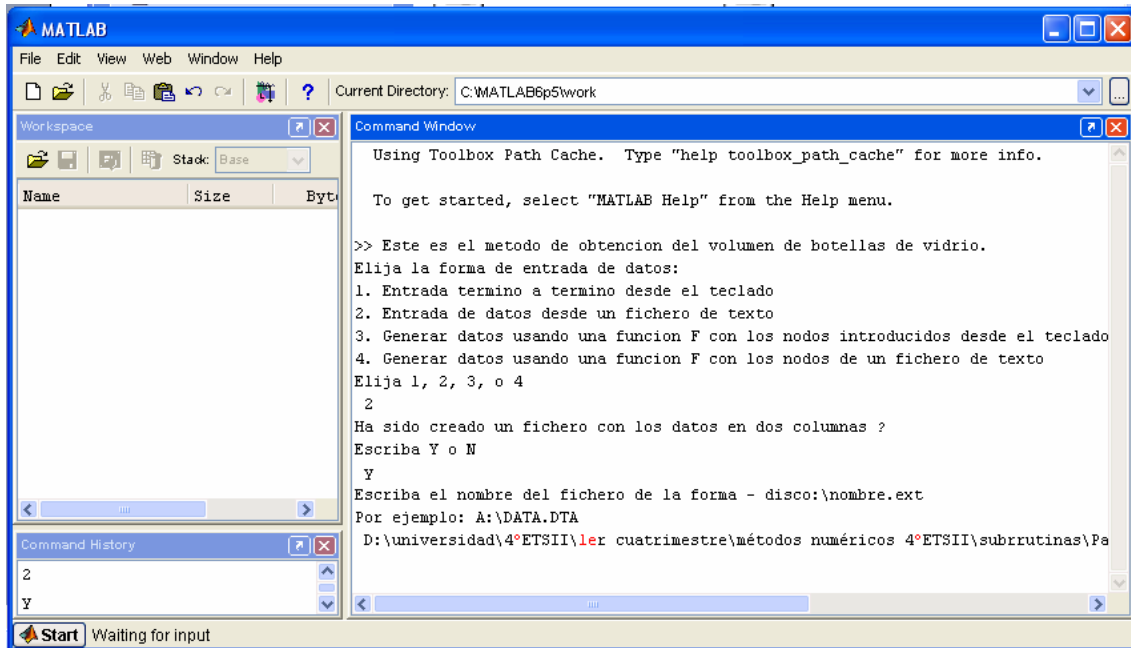 MATLAB
File Edit View Web Window Help
? Current Directory: C:\MATLAB6p5\work ...
Workspace
Stack: Base
Name Size Byt
Command History
2
Y
Command Window
Using Toolbox Path Cache. Type "help toolbox_path_cache" for more info.
To get started, select "MATLAB Help" from the Help menu.
>> Este es el metodo de obtencion del volumen de botellas de vidrio.
Elija la forma de entrada de datos:
1. Entrada termino a termino desde el teclado
2. Entrada de datos desde un fichero de texto
3. Generar datos usando una funcion F con los nodos introducidos desde el teclado
4. Generar datos usando una funcion F con los nodos de un fichero de texto
Elija 1, 2, 3, o 4
2
Ha sido creado un fichero con los datos en dos columnas ?
Escriba Y o N
Y
Escriba el nombre del fichero de la forma - disco:\nombre.ext
Por ejemplo: A:\DATA.DTA
D:\universidad\4°ETSII\1er cuatrimestre\métodos numéricos 4°ETSII\subrrutinas\Pa
Start Waiting for input